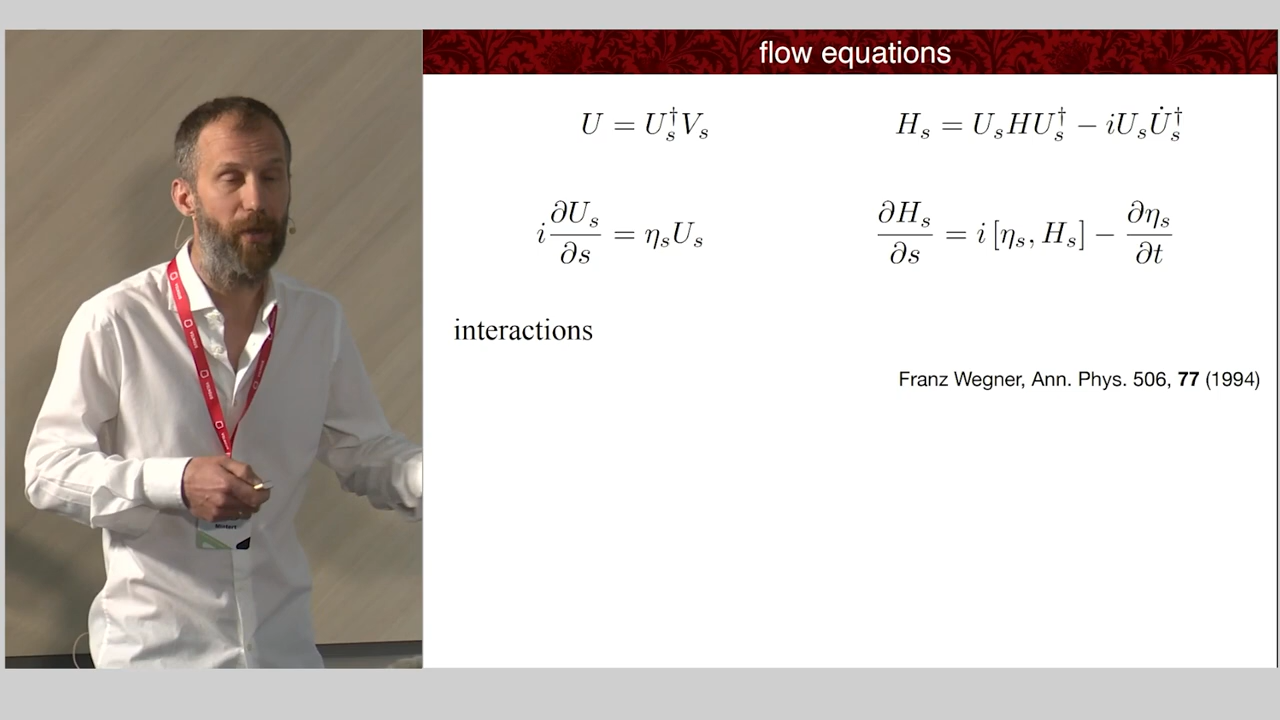 flow equations
U = U_s^† V_s
H_s = U_s H U_s^† − i U_s U̇_s^†
i ∂U_s/∂s = η_s U_s
∂H_s/∂s = i [η_s, H_s] − ∂η_s/∂t
interactions
Franz Wegner, Ann. Phys. 506, 77 (1994)
Mintert